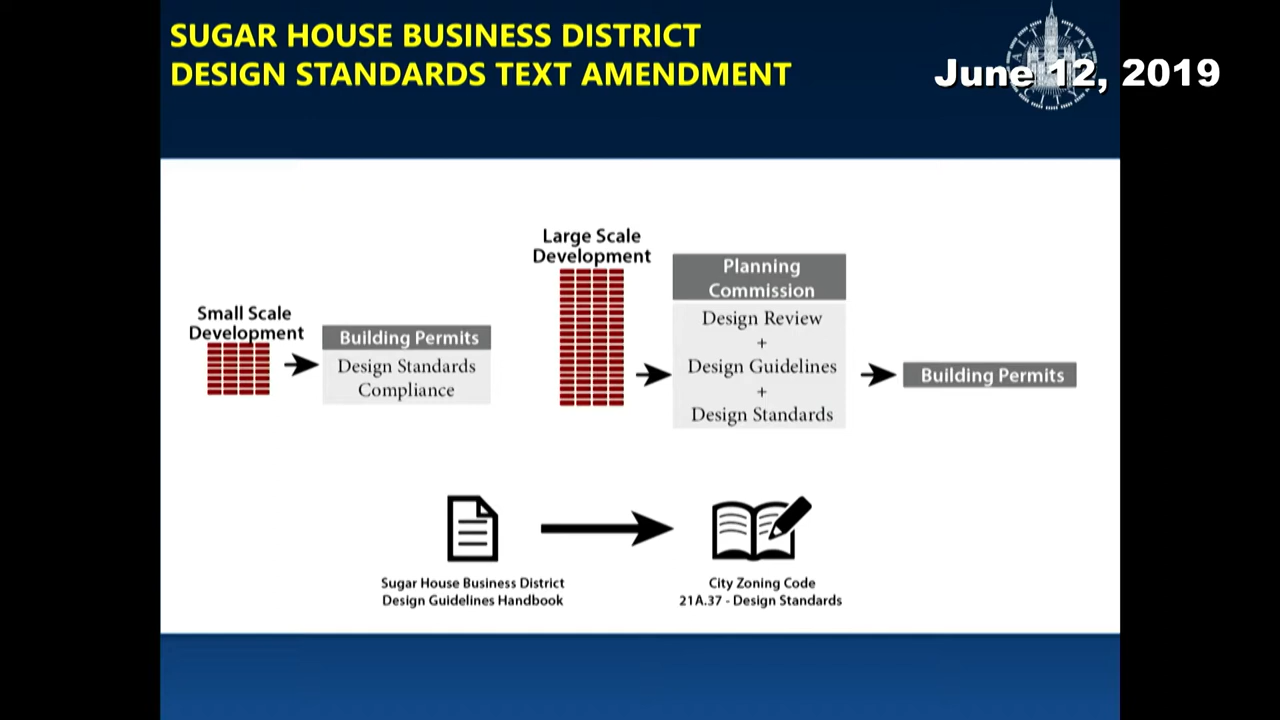 SUGAR HOUSE BUSINESS DISTRICT
DESIGN STANDARDS TEXT AMENDMENT
June 12, 2019
Small Scale
Development
Building Permits
Design Standards
Compliance
Large Scale
Development
Planning
Commission
Design Review
+
Design Guidelines
+
Design Standards
Building Permits
Sugar House Business District
Design Guidelines Handbook
City Zoning Code
21A.37 - Design Standards